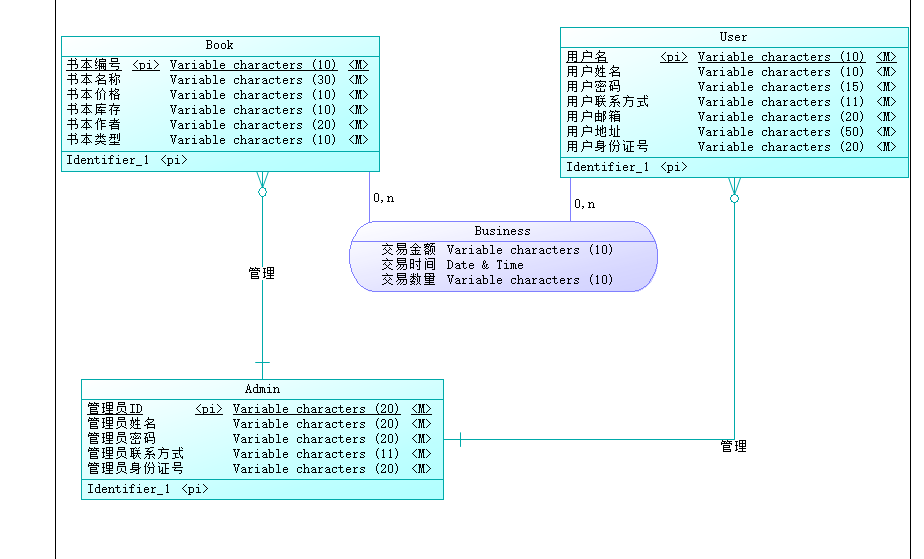 Book
书本编号 <pi> Variable characters (10) <M>
书本名称 Variable characters (30) <M>
书本价格 Variable characters (10) <M>
书本库存 Variable characters (10) <M>
书本作者 Variable characters (20) <M>
书本类型 Variable characters (10) <M>
Identifier_1 <pi>
User
用户名 <pi> Variable characters (10) <M>
用户姓名 Variable characters (10) <M>
用户密码 Variable characters (15) <M>
用户联系方式 Variable characters (11) <M>
用户邮箱 Variable characters (20) <M>
用户地址 Variable characters (50) <M>
用户身份证号 Variable characters (20) <M>
Identifier_1 <pi>
0,n
0,n
Business
交易金额 Variable characters (10)
交易时间 Date & Time
交易数量 Variable characters (10)
管理
Admin
管理员ID <pi> Variable characters (20) <M>
管理员姓名 Variable characters (20) <M>
管理员密码 Variable characters (20) <M>
管理员联系方式 Variable characters (11) <M>
管理员身份证号 Variable characters (20) <M>
Identifier_1 <pi>
管理